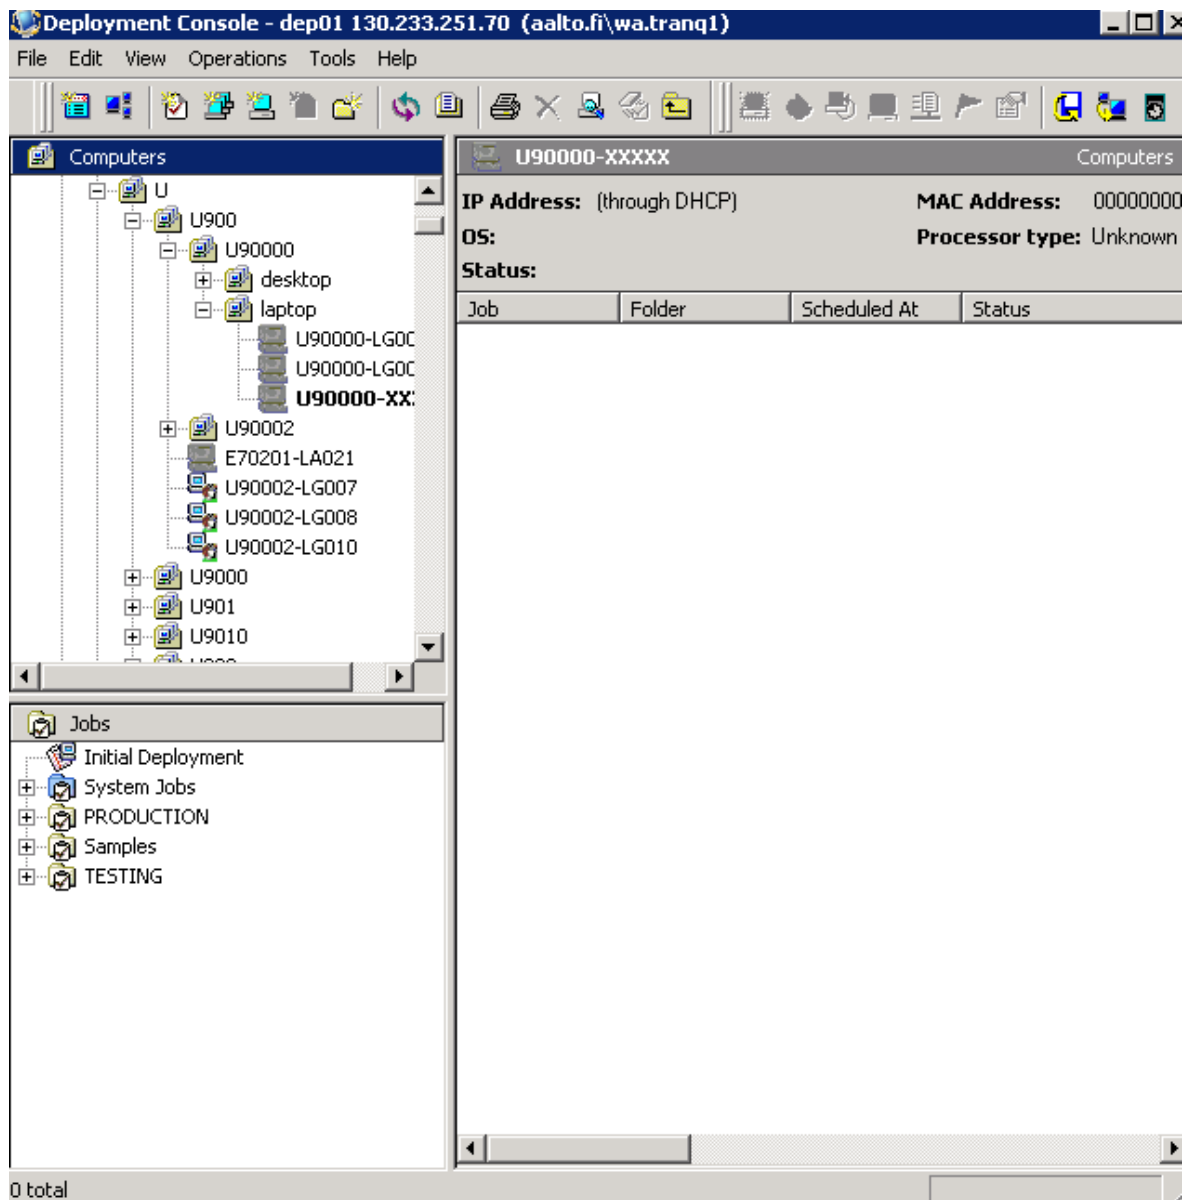 Deployment Console - dep01 130.233.251.70 (aalto.fi\wa.tranq1)
File Edit View Operations Tools Help
Computers
U
U900
U90000
desktop
laptop
U90000-LG00
U90000-LG00
U90000-XX
U90002
E70201-LA021
U90002-LG007
U90002-LG008
U90002-LG010
U9000
U901
U9010
Jobs
Initial Deployment
System Jobs
PRODUCTION
Samples
TESTING
U90000-XXXXX Computers
IP Address: (through DHCP) MAC Address: 00000000
OS: Processor type: Unknown
Status:
Job Folder Scheduled At Status
0 total